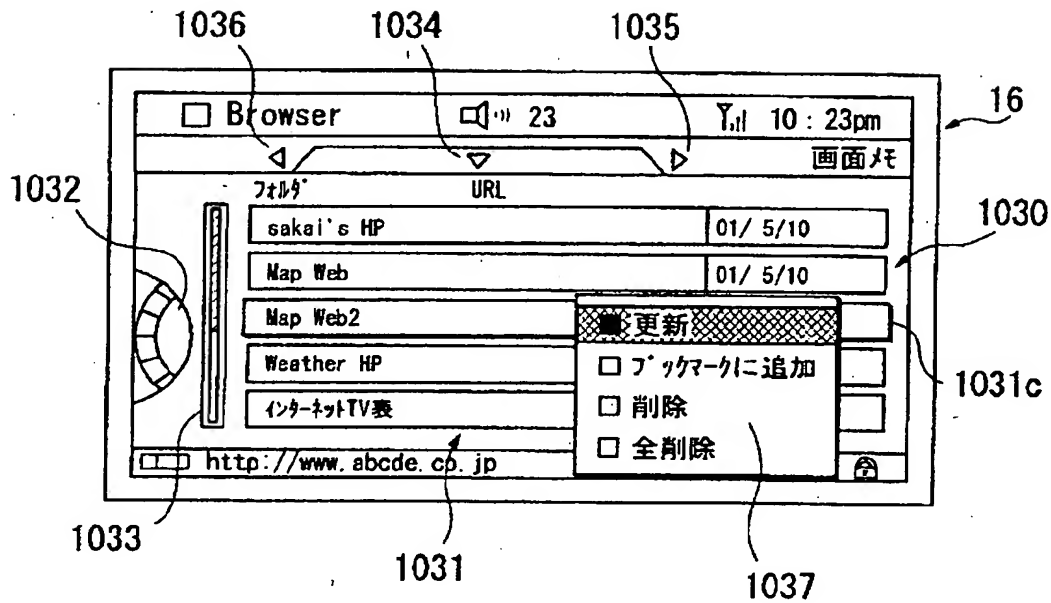 1036 1034 1035
16
Browser 23 10 : 23pm
画面メモ
1032
フォルダ URL
1030
sakai's HP 01/ 5/10
Map Web 01/ 5/10
Map Web2 更新
Weather HP ブックマークに追加
1031c
インターネットTV表 削除
全削除
http://www.abcde.co.jp
1033
1031
1037